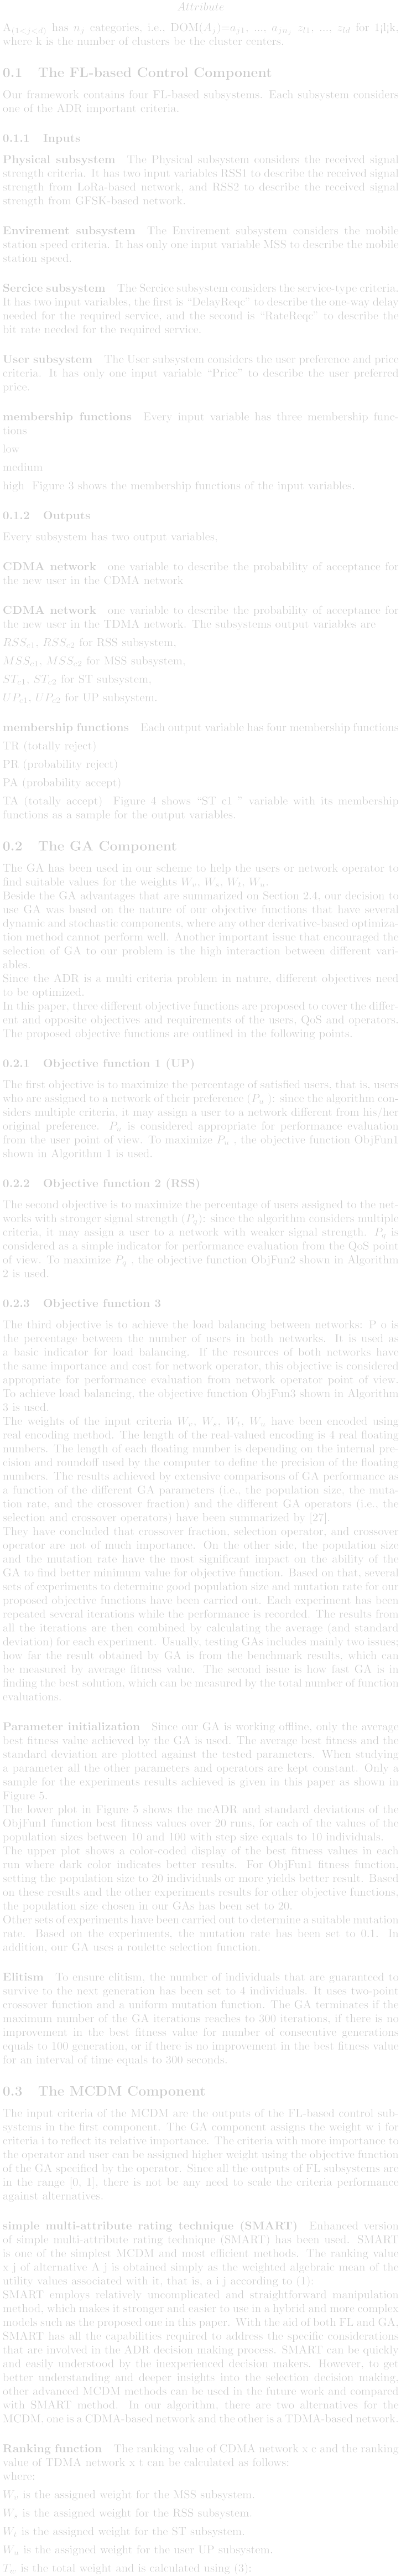 Attribute
A_{i1<j<d} has n_j categories, i.e., DOM(A_j)=a_{j1}, ..., a_{jn_j} z_{l1}, ..., z_{ld} for 1¡l¡k,
where k is the number of clusters be the cluster centers.
0.1 The FL-based Control Component
Our framework contains four FL-based subsystems. Each subsystem considers
one of the ADR important criteria.
0.1.1 Inputs
Physical subsystem The Physical subsystem considers the received signal
strength criteria. It has two input variables RSS1 to describe the received signal
strength from LoRa-based network, and RSS2 to describe the received signal
strength from GFSK-based network.
Envirement subsystem The Envirement subsystem considers the mobile
station speed criteria. It has only one input variable MSS to describe the mobile
station speed.
Sercice subsystem The Sercice subsystem considers the service-type criteria.
It has two input variables, the first is “DelayReqe” to describe the one-way delay
needed for the required service, and the second is “RateReqe” to describe the
bit rate needed for the required service.
User subsystem The User subsystem considers the user preference and price
criteria. It has only one input variable “Price” to describe the user preferred
price.
membership functions Every input variable has three membership func-
tions
low
medium
high Figure 3 shows the membership functions of the input variables.
0.1.2 Outputs
Every subsystem has two output variables,
CDMA network one variable to describe the probability of acceptance for
the new user in the CDMA network
CDMA network one variable to describe the probability of acceptance for
the new user in the TDMA network. The subsystems output variables are
RSS_{c1}, RSS_{c2} for RSS subsystem,
MSS_{c1}, MSS_{c2} for MSS subsystem,
ST_{c1}, ST_{c2} for ST subsystem,
UP_{c1}, UP_{c2} for UP subsystem.
membership functions Each output variable has four membership functions
TR (totally reject)
PR (probability reject)
PA (probability accept)
TA (totally accept) Figure 4 shows “ST c1 ” variable with its membership
functions as a sample for the output variables.
0.2 The GA Component
The GA has been used in our scheme to help the users or network operator to
find suitable values for the weights W_v, W_s, W_t, W_u.
Beside the GA advantages that are summarized on Section 2.4, our decision to
use GA was based on the nature of our objective functions that have several
dynamic and stochastic components, where any other derivative-based optimiza-
tion method cannot perform well. Another important issue that encouraged the
selection of GA to our problem is the high interaction between different vari-
ables.
Since the ADR is a multi criteria problem in nature, different objectives need
to be optimized.
In this paper, three different objective functions are proposed to cover the differ-
ent and opposite objectives and requirements of the users, QoS and operators.
The proposed objective functions are outlined in the following points.
0.2.1 Objective function 1 (UP)
The first objective is to maximize the percentage of satisfied users, that is, users
who are assigned to a network of their preference (P_u ): since the algorithm con-
siders multiple criteria, it may assign a user to a network different from his/her
original preference. P_u is considered appropriate for performance evaluation
from the user point of view. To maximize P_u , the objective function ObjFun1
shown in Algorithm 1 is used.
0.2.2 Objective function 2 (RSS)
The second objective is to maximize the percentage of users assigned to the net-
works with stronger signal strength (P_q): since the algorithm considers multiple
criteria, it may assign a user to a network with weaker signal strength. P_q is
considered as a simple indicator for performance evaluation from the QoS point
of view. To maximize P_q , the objective function ObjFun2 shown in Algorithm
2 is used.
0.2.3 Objective function 3
The third objective is to achieve the load balancing between networks: P o is
the percentage between the number of users in both networks. It is used as
a basic indicator for load balancing. If the resources of both networks have
the same importance and cost for network operator, this objective is considered
appropriate for performance evaluation from network operator point of view.
To achieve load balancing, the objective function ObjFun3 shown in Algorithm
3 is used.
The weights of the input criteria W_v, W_s, W_t, W_u have been encoded using
real encoding method. The length of the real-valued encoding is 4 real floating
numbers. The length of each floating number is depending on the internal pre-
cision and roundoff used by the computer to define the precision of the floating
numbers. The results achieved by extensive comparisons of GA performance as
a function of the different GA parameters (i.e., the population size, the muta-
tion rate, and the crossover fraction) and the different GA operators (i.e., the
selection and crossover operators) have been summarized by [27].
They have concluded that crossover fraction, selection operator, and crossover
operator are not of much importance. On the other side, the population size
and the mutation rate have the most significant impact on the ability of the
GA to find better minimum value for objective function. Based on that, several
sets of experiments to determine good population size and mutation rate for our
proposed objective functions have been carried out. Each experiment has been
repeated several iterations while the performance is recorded. The results from
all the iterations are then combined by calculating the average (and standard
deviation) for each experiment. Usually, testing GAs includes mainly two issues;
how far the result obtained by GA is from the benchmark results, which can
be measured by average fitness value. The second issue is how fast GA is in
finding the best solution, which can be measured by the total number of function
evaluations.
Parameter initialization Since our GA is working offline, only the average
best fitness value achieved by the GA is used. The average best fitness and the
standard deviation are plotted against the tested parameters. When studying
a parameter all the other parameters and operators are kept constant. Only a
sample for the experiments results achieved is given in this paper as shown in
Figure 5.
The lower plot in Figure 5 shows the meADR and standard deviations of the
ObjFun1 function best fitness values over 20 runs, for each of the values of the
population sizes between 10 and 100 with step size equals to 10 individuals.
The upper plot shows a color-coded display of the best fitness values in each
run where dark color indicates better results. For ObjFun1 fitness function,
setting the population size to 20 individuals or more yields better result. Based
on these results and the other experiments results for other objective functions,
the population size chosen in our GAs has been set to 20.
Other sets of experiments have been carried out to determine a suitable mutation
rate. Based on the experiments, the mutation rate has been set to 0.1. In
addition, our GA uses a roulette selection function.
Elitism To ensure elitism, the number of individuals that are guaranteed to
survive to the next generation has been set to 4 individuals. It uses two-point
crossover function and a uniform mutation function. The GA terminates if the
maximum number of the GA iterations reaches to 300 iterations, if there is no
improvement in the best fitness value for number of consecutive generations
equals to 100 generation, or if there is no improvement in the best fitness value
for an interval of time equals to 300 seconds.
0.3 The MCDM Component
The input criteria of the MCDM are the outputs of the FL-based control sub-
systems in the first component. The GA component assigns the weight w i for
criteria i to reflect its relative importance. The criteria with more importance to
the operator and user can be assigned higher weight using the objective function
of the GA specified by the operator. Since all the outputs of FL subsystems are
in the range [0, 1], there is not be any need to scale the criteria performance
against alternatives.
simple multi-attribute rating technique (SMART) Enhanced version
of simple multi-attribute rating technique (SMART) has been used. SMART
is one of the simplest MCDM and most efficient methods. The ranking value
x j of alternative A j is obtained simply as the weighted algebraic mean of the
utility values associated with it, that is, a i j according to (1):
SMART employs relatively uncomplicated and straightforward manipulation
method, which makes it stronger and easier to use in a hybrid and more complex
models such as the proposed one in this paper. With the aid of both FL and GA,
SMART has all the capabilities required to address the specific considerations
that are involved in the ADR decision making process. SMART can be quickly
and easily understood by the inexperienced decision makers. However, to get
better understanding and deeper insights into the selection decision making,
other advanced MCDM methods can be used in the future work and compared
with SMART method. In our algorithm, there are two alternatives for the
MCDM, one is a CDMA-based network and the other is a TDMA-based network.
Ranking function The ranking value of CDMA network x c and the ranking
value of TDMA network x t can be calculated as follows:
where:
W_v is the assigned weight for the MSS subsystem.
W_s is the assigned weight for the RSS subsystem.
W_t is the assigned weight for the ST subsystem.
W_u is the assigned weight for the user UP subsystem,
T_w is the total weight and is calculated using (3):